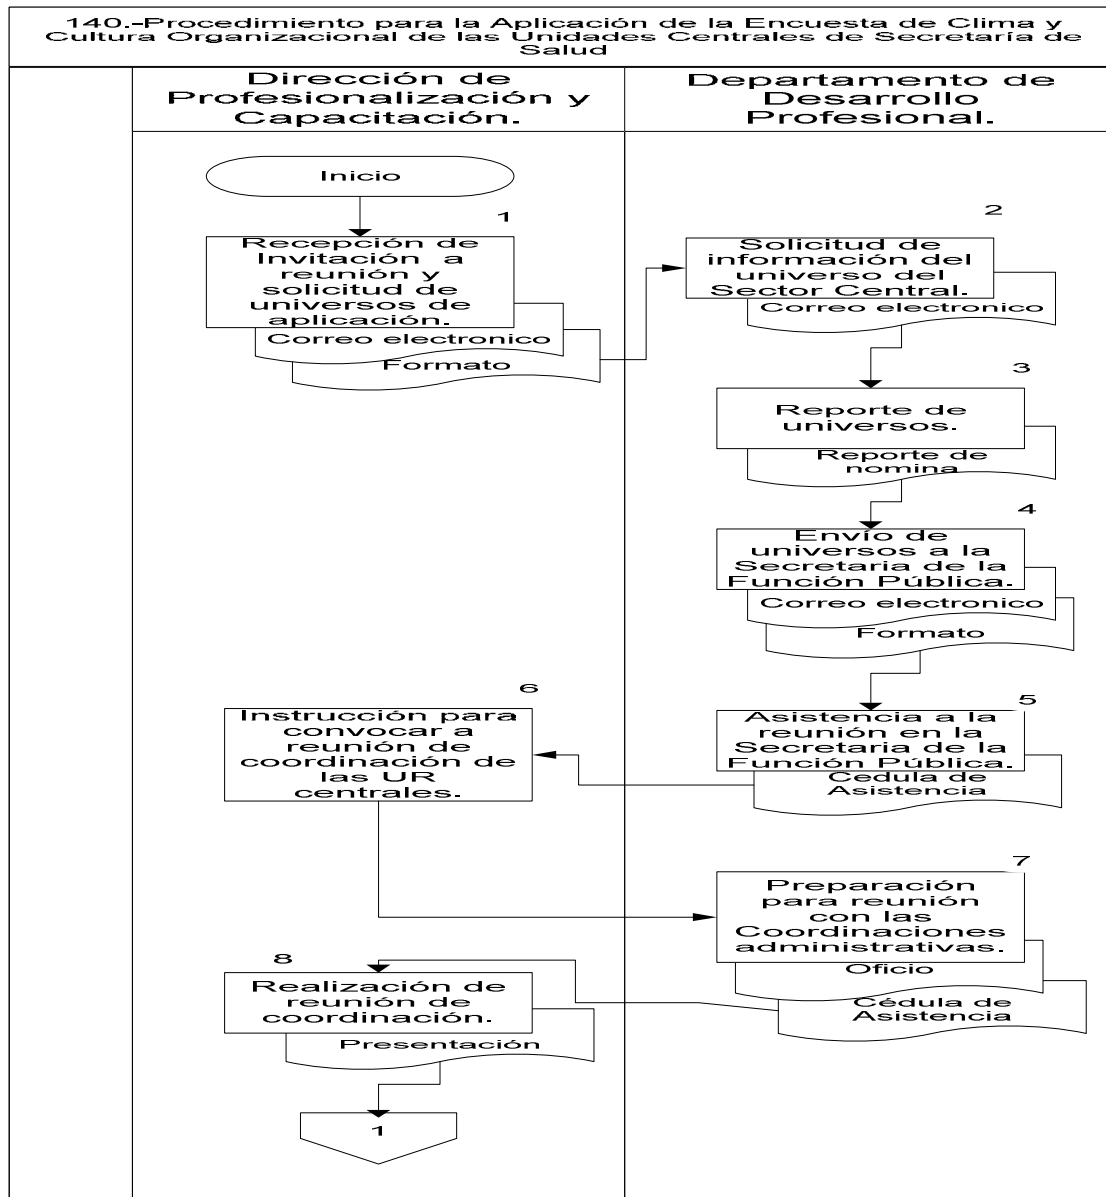 140.-Procedimiento para la Aplicación de la Encuesta de Clima y
Cultura Organizacional de las Unidades Centrales de Secretaría de
Salud
Dirección de
Profesionalización y
Capacitación.
Departamento de
Desarrollo
Profesional.
Inicio
1
Recepción de
Invitación a
reunión y
solicitud de
universos de
aplicación.
Correo electronico
Formato
2
Solicitud de
información del
universo del
Sector Central.
Correo electronico
3
Reporte de
universos.
Reporte de
nomina
4
Envío de
universos a la
Secretaria de la
Función Pública.
Correo electronico
Formato
5
Asistencia a la
reunión en la
Secretaria de la
Función Pública.
Cedula de
Asistencia
6
Instrucción para
convocar a
reunión de
coordinación de
las UR
centrales.
7
Preparación
para reunión
con las
Coordinaciones
administrativas.
Oficio
Cédula de
Asistencia
8
Realización de
reunión de
coordinación.
Presentación
1